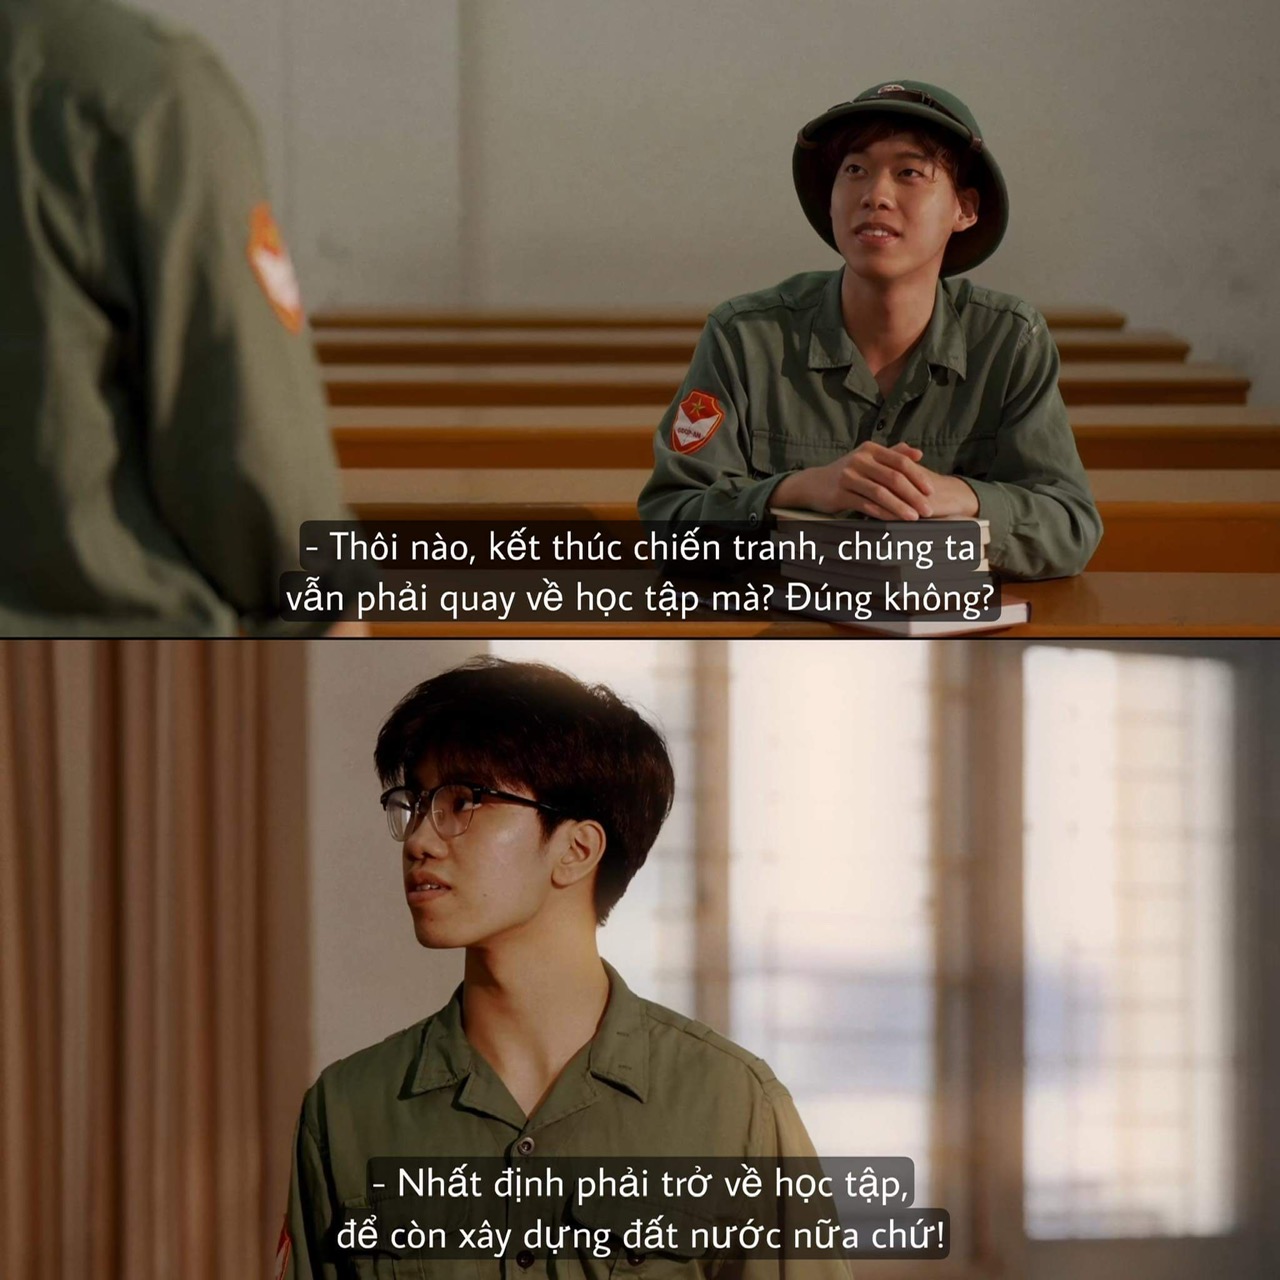 - Thôi nào, kết thúc chiến tranh, chúng ta
vẫn phải quay về học tập mà? Đúng không?
- Nhất định phải trở về học tập,
để còn xây dựng đất nước nữa chứ!